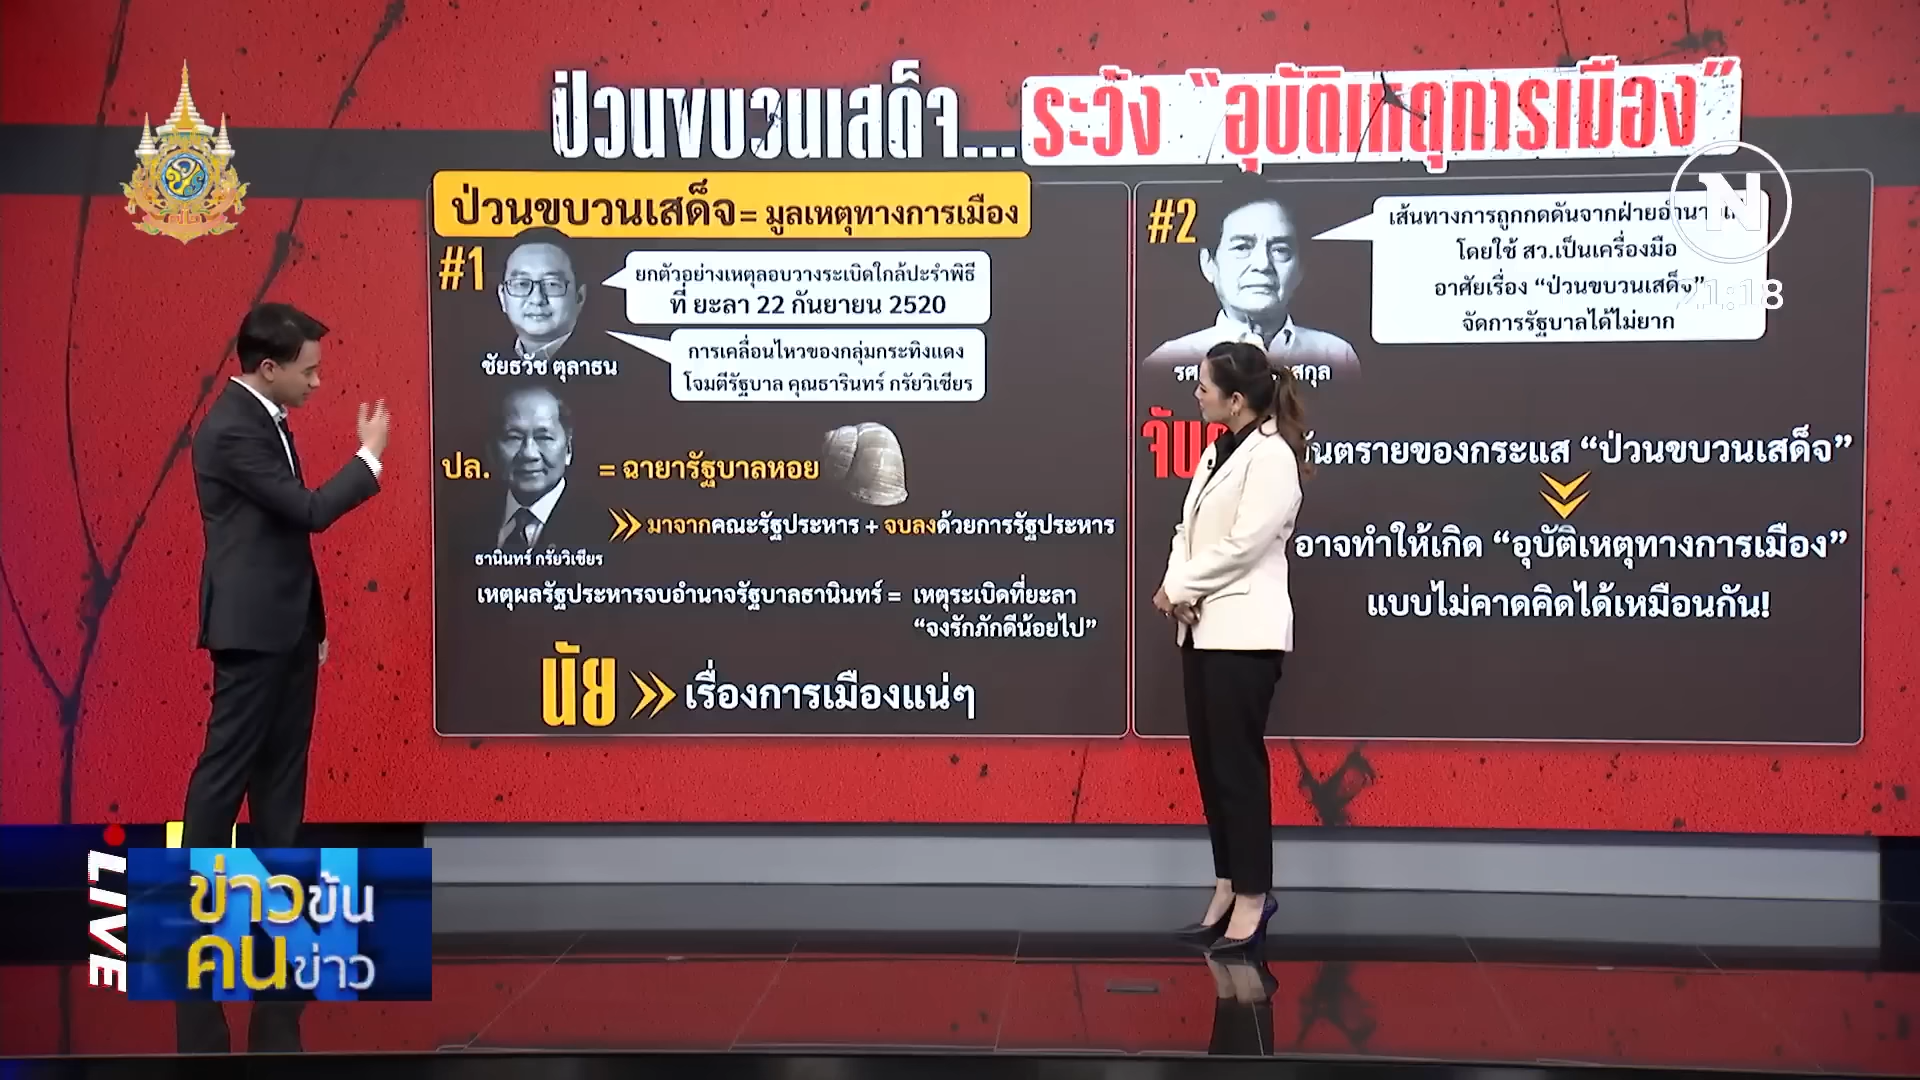 ป่วนขบวนเสด็จ... ระวัง “อุบัติเหตุการเมือง”
ป่วนขบวนเสด็จ = มูลเหตุทางการเมือง
#1
ยกตัวอย่างเหตุลอบวางระเบิดใกล้ปะรำพิธี
ที่ ยะลา 22 กันยายน 2520
การเคลื่อนไหวของกลุ่มกระทิงแดง
โจมตีรัฐบาล คุณธารินทร์ กรัยวิเชียร
ชัยธวัช ตุลาธน
ปล.
= ฉายารัฐบาลหอย
มาจากคณะรัฐประหาร + จบลงด้วยการรัฐประหาร
ธานินทร์ กรัยวิเชียร
เหตุผลรัฐประหารจบอำนาจรัฐบาลธานินทร์ = เหตุระเบิดที่ยะลา
“จงรักภักดีน้อยไป”
นัย
เรื่องการเมืองแน่ๆ
#2
เส้นทางการถูกกดดันจากฝ่าย
โดยใช้ สว.เป็นเครื่องมือ
อาศัยเรื่อง “ป่วนขบวนเสด็จ”
จัดการรัฐบาลได้ไม่ยาก
N
21:18
ของกระแส “ป่วนขบวนเสด็จ”
อาจทำให้เกิด “อุบัติเหตุทางการเมือง”
แบบไม่คาดคิดได้เหมือนกัน!
LIVE
ข่าวข้น
คนข่าว